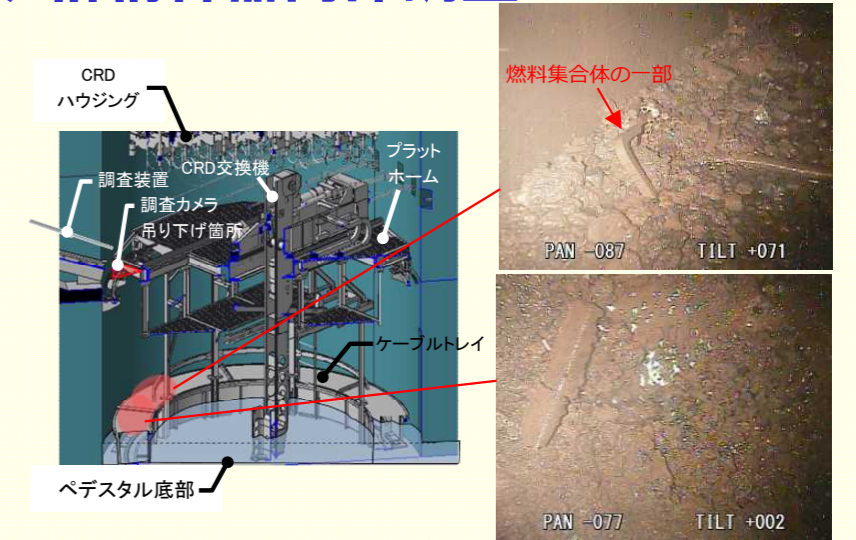 CRD
ハウジング
調査装置
CRD交換機
プラット
ホーム
調査カメラ
吊り下げ箇所
ケーブルトレイ
ペデスタル底部
燃料集合体の一部
PAN -087 TILT +071
PAN -077 TILT +002